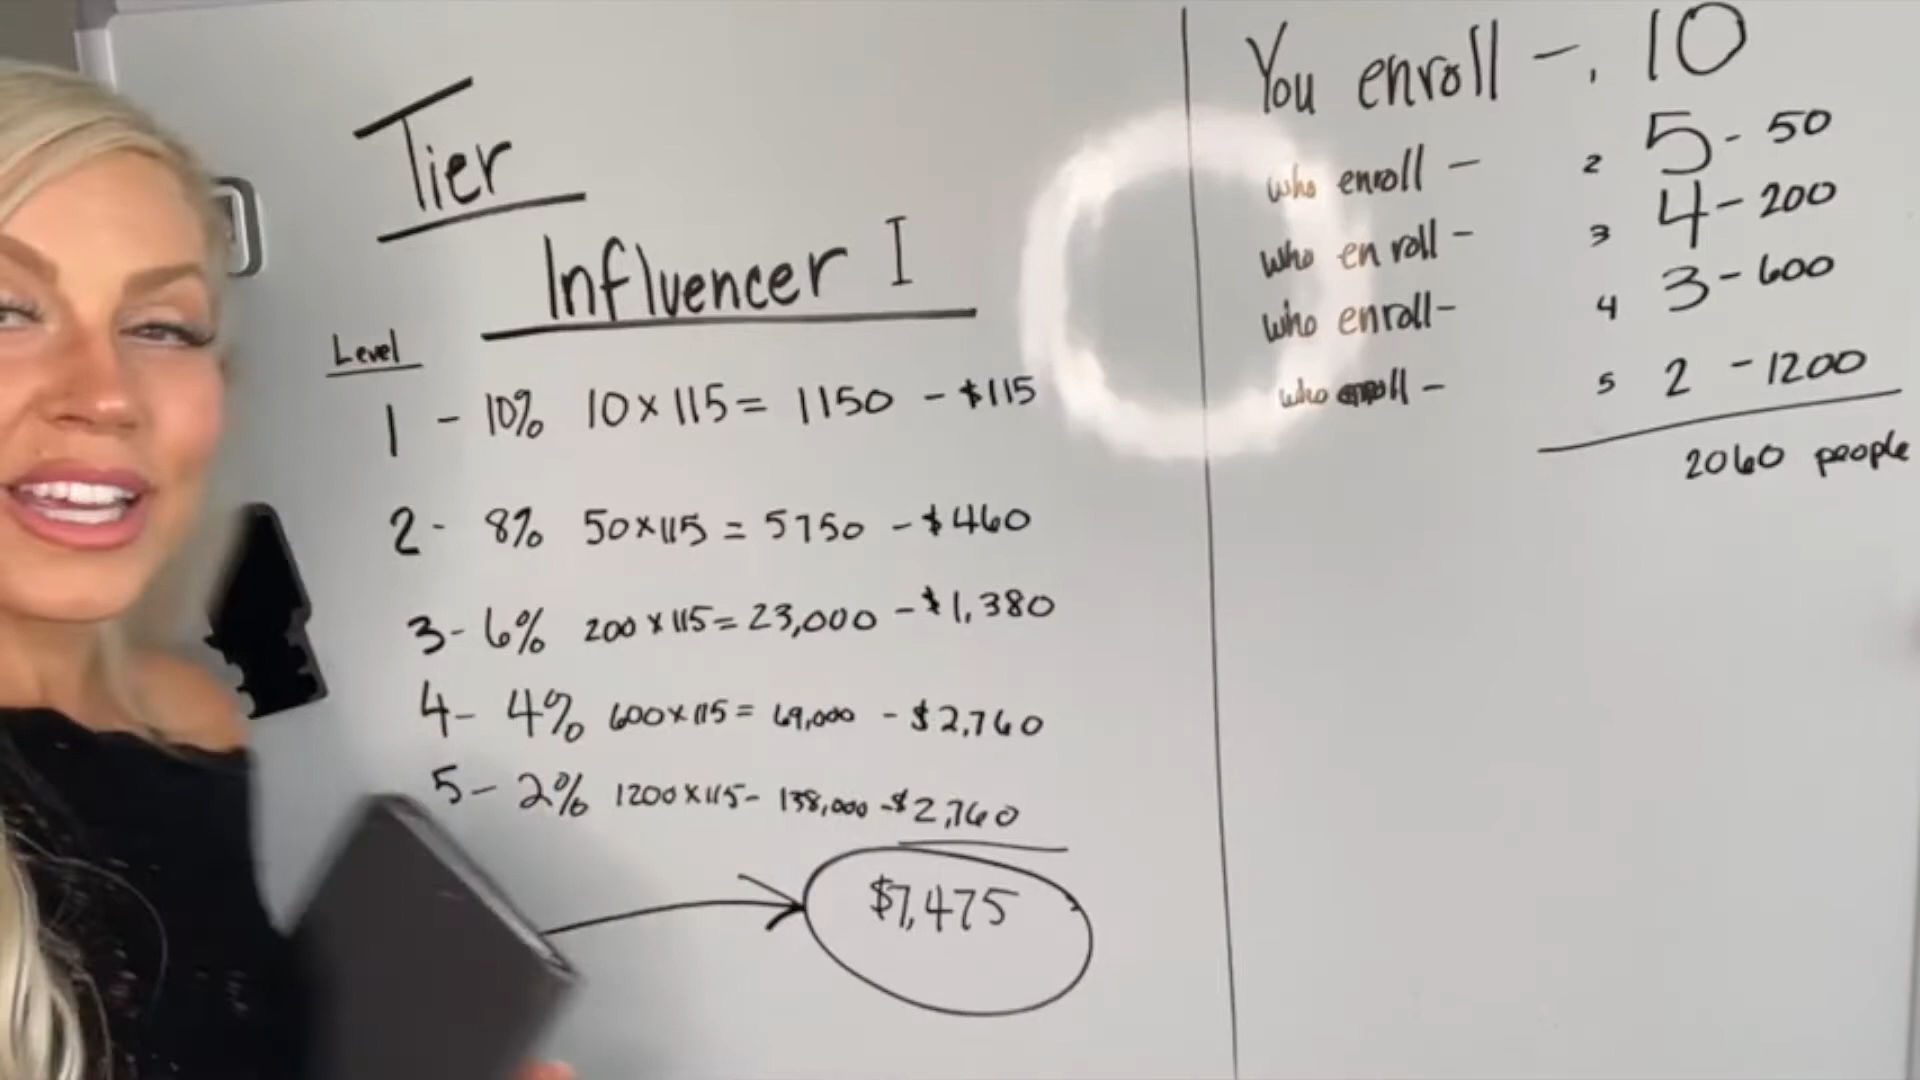 Tier
Influencer I
Level
1 - 10% 10 x 115 = 1150 - $115
2 - 8% 50 x 115 = 5750 - $460
3 - 6% 200 x 115 = 23,000 - $1,380
4 - 4% 600 x 115 = 69,000 - $2,760
5 - 2% 1200 x 115 - 138,000 - $2,760
$7,475
You enroll - . 10
who enroll - 2 5 - 50
who enroll - 3 4 - 200
who enroll - 4 3 - 600
who enroll - 5 2 - 1200
2060 people